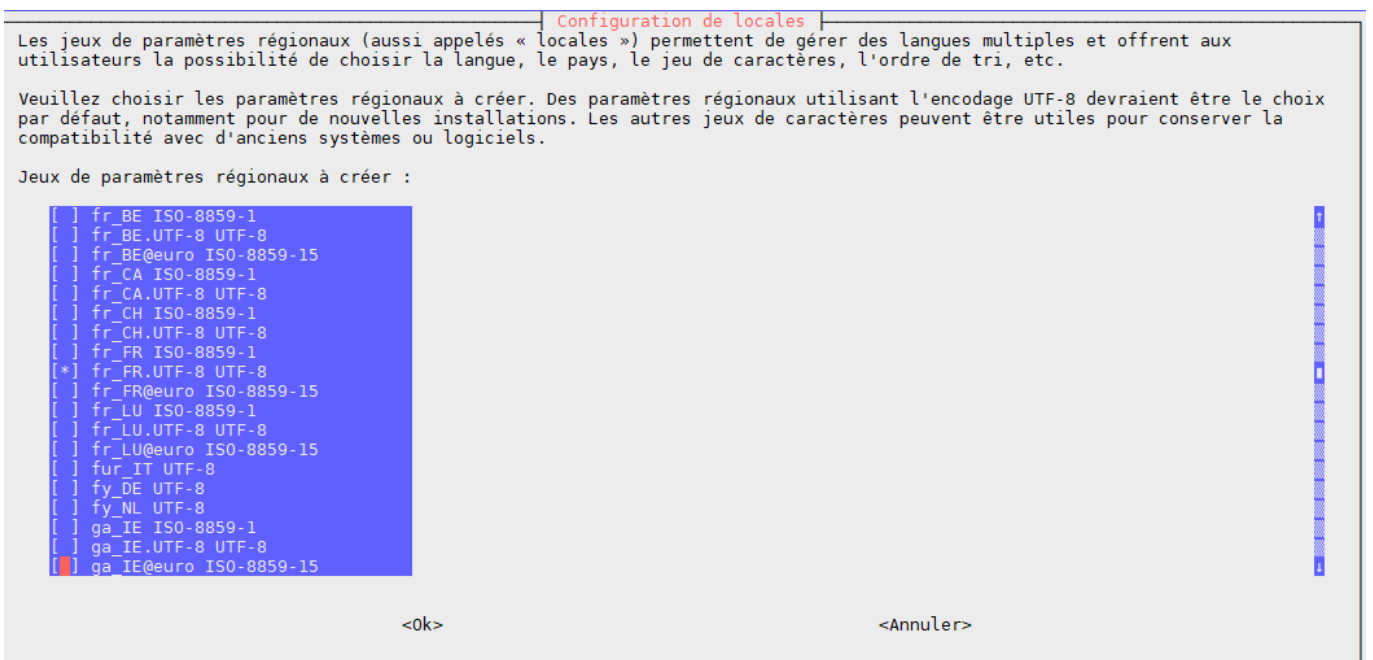 Configuration de locales
Les jeux de paramètres régionaux (aussi appelés « locales ») permettent de gérer des langues multiples et offrent aux
utilisateurs la possibilité de choisir la langue, le pays, le jeu de caractères, l'ordre de tri, etc.
Veuillez choisir les paramètres régionaux à créer. Des paramètres régionaux utilisant l'encodage UTF-8 devraient être le choix
par défaut, notamment pour de nouvelles installations. Les autres jeux de caractères peuvent être utiles pour conserver la
compatibilité avec d'anciens systèmes ou logiciels.
Jeux de paramètres régionaux à créer :
[ ] fr_BE ISO-8859-1
[ ] fr_BE.UTF-8 UTF-8
[ ] fr_BE@euro ISO-8859-15
[ ] fr_CA ISO-8859-1
[ ] fr_CA.UTF-8 UTF-8
[ ] fr_CH ISO-8859-1
[ ] fr_CH.UTF-8 UTF-8
[ ] fr_FR ISO-8859-1
[*] fr_FR.UTF-8 UTF-8
[ ] fr_FR@euro ISO-8859-15
[ ] fr_LU ISO-8859-1
[ ] fr_LU.UTF-8 UTF-8
[ ] fr_LU@euro ISO-8859-15
[ ] fur_IT UTF-8
[ ] fy_DE UTF-8
[ ] fy_NL UTF-8
[ ] ga_IE ISO-8859-1
[ ] ga_IE.UTF-8 UTF-8
[ ] ga_IE@euro ISO-8859-15
<Ok> <Annuler>